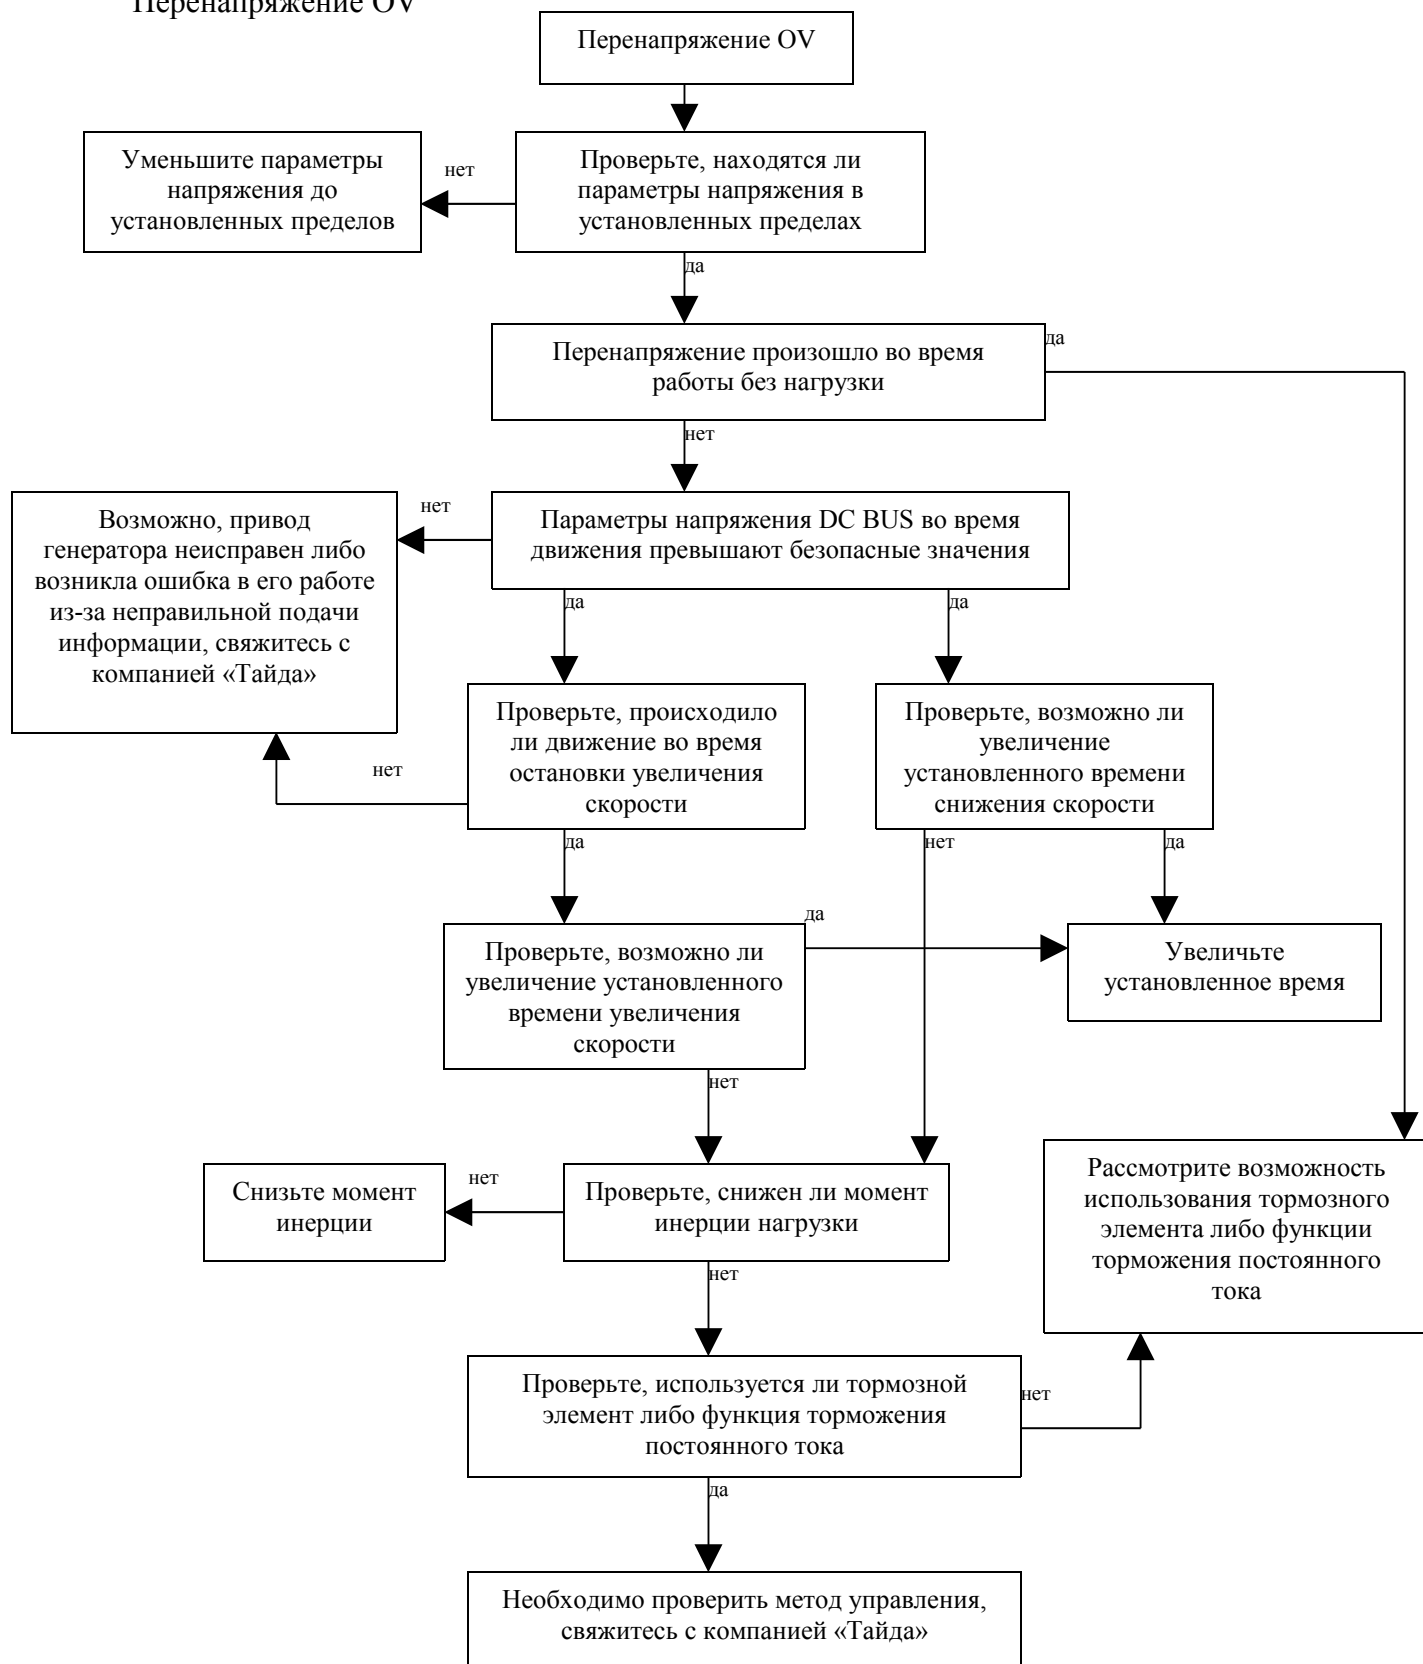 Перенапряжение OV
Перенапряжение OV
Уменьшите параметры
напряжения до
установленных пределов
нет
Проверьте, находятся ли
параметры напряжения в
установленных пределах
да
Перенапряжение произошло во время
работы без нагрузки
да
нет
Возможно, привод
генератора неисправен либо
возникла ошибка в его работе
из-за неправильной подачи
информации, свяжитесь с
компанией «Тайда»
нет
Параметры напряжения DC BUS во время
движения превышают безопасные значения
да
да
Проверьте, происходило
ли движение во время
остановки увеличения
скорости
нет
Проверьте, возможно ли
увеличение
установленного времени
снижения скорости
да
нет
да
Проверьте, возможно ли
увеличение установленного
времени увеличения
скорости
да
Увеличьте
установленное время
нет
Снизьте момент
инерции
нет
Проверьте, снижен ли момент
инерции нагрузки
Рассмотрите возможность
использования тормозного
элемента либо функции
торможения постоянного
тока
нет
Проверьте, используется ли тормозной
элемент либо функция торможения
постоянного тока
нет
да
Необходимо проверить метод управления,
свяжитесь с компанией «Тайда»